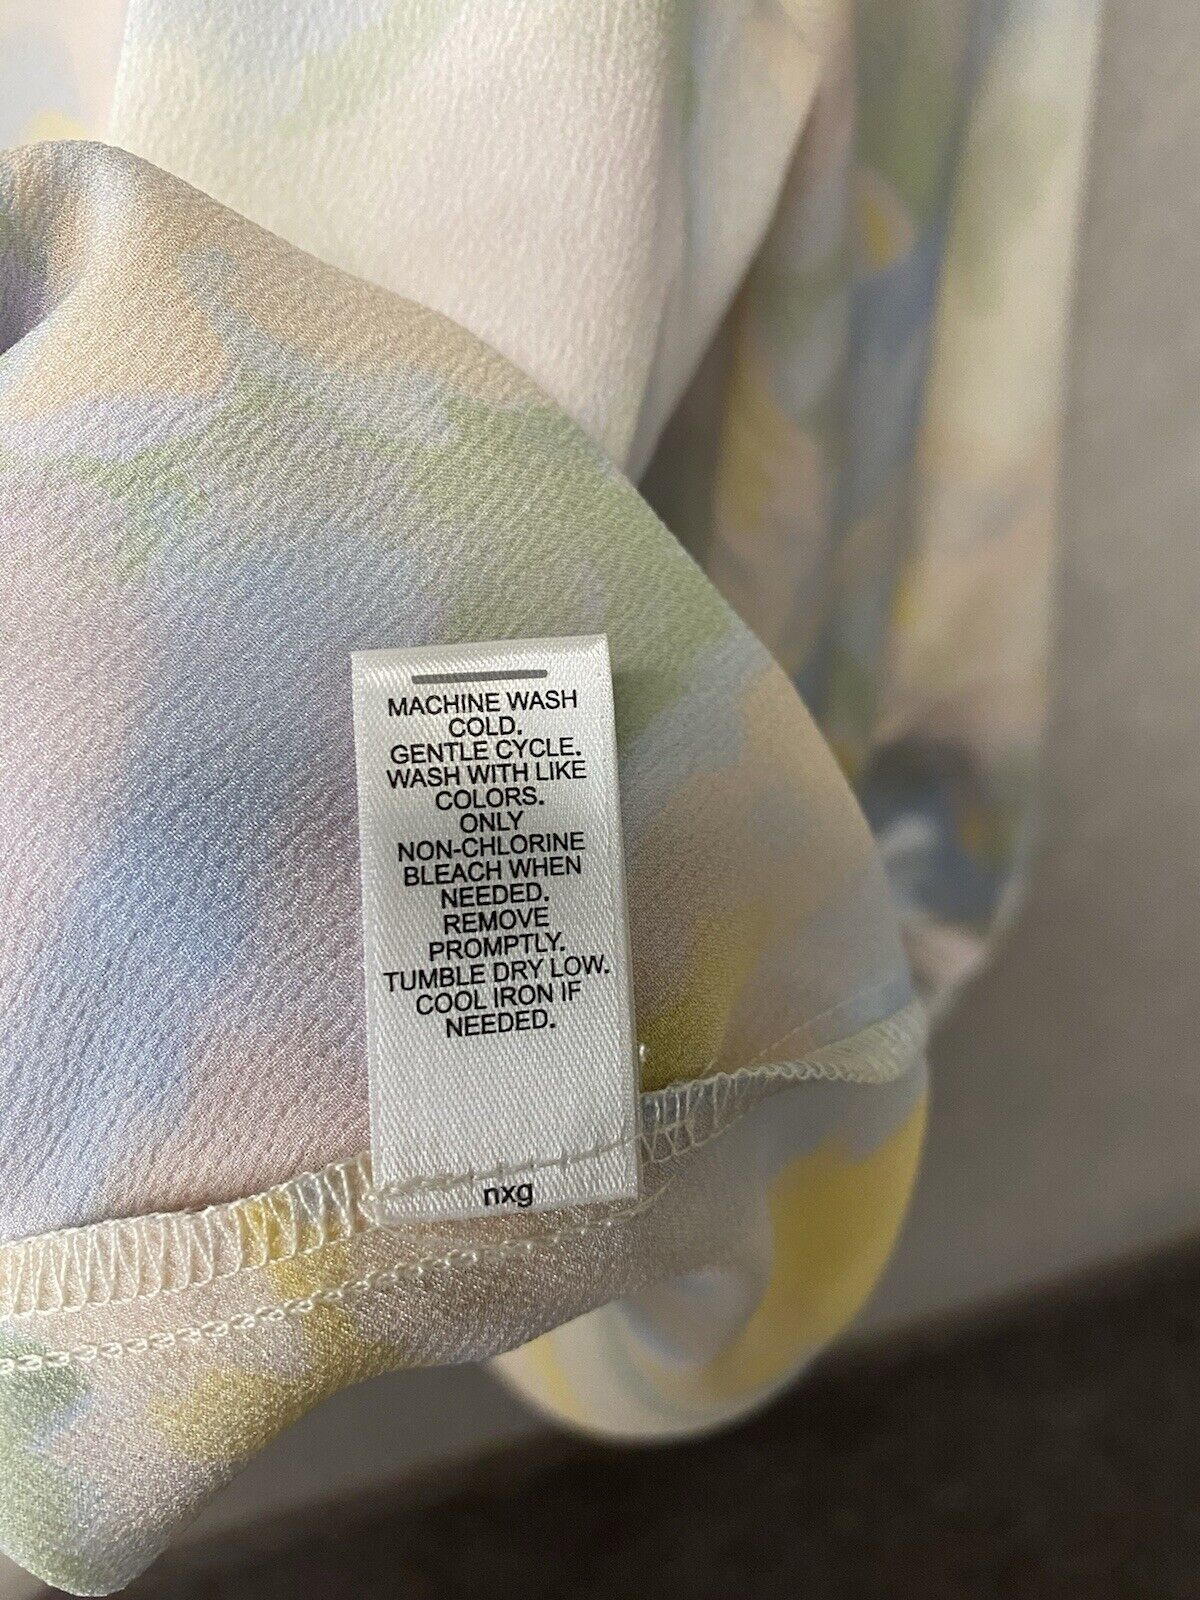 MACHINE WASH
COLD.
GENTLE CYCLE.
WASH WITH LIKE
COLORS.
ONLY
NON-CHLORINE
BLEACH WHEN
NEEDED.
REMOVE
PROMPTLY.
TUMBLE DRY LOW.
COOL IRON IF
NEEDED.
nxg